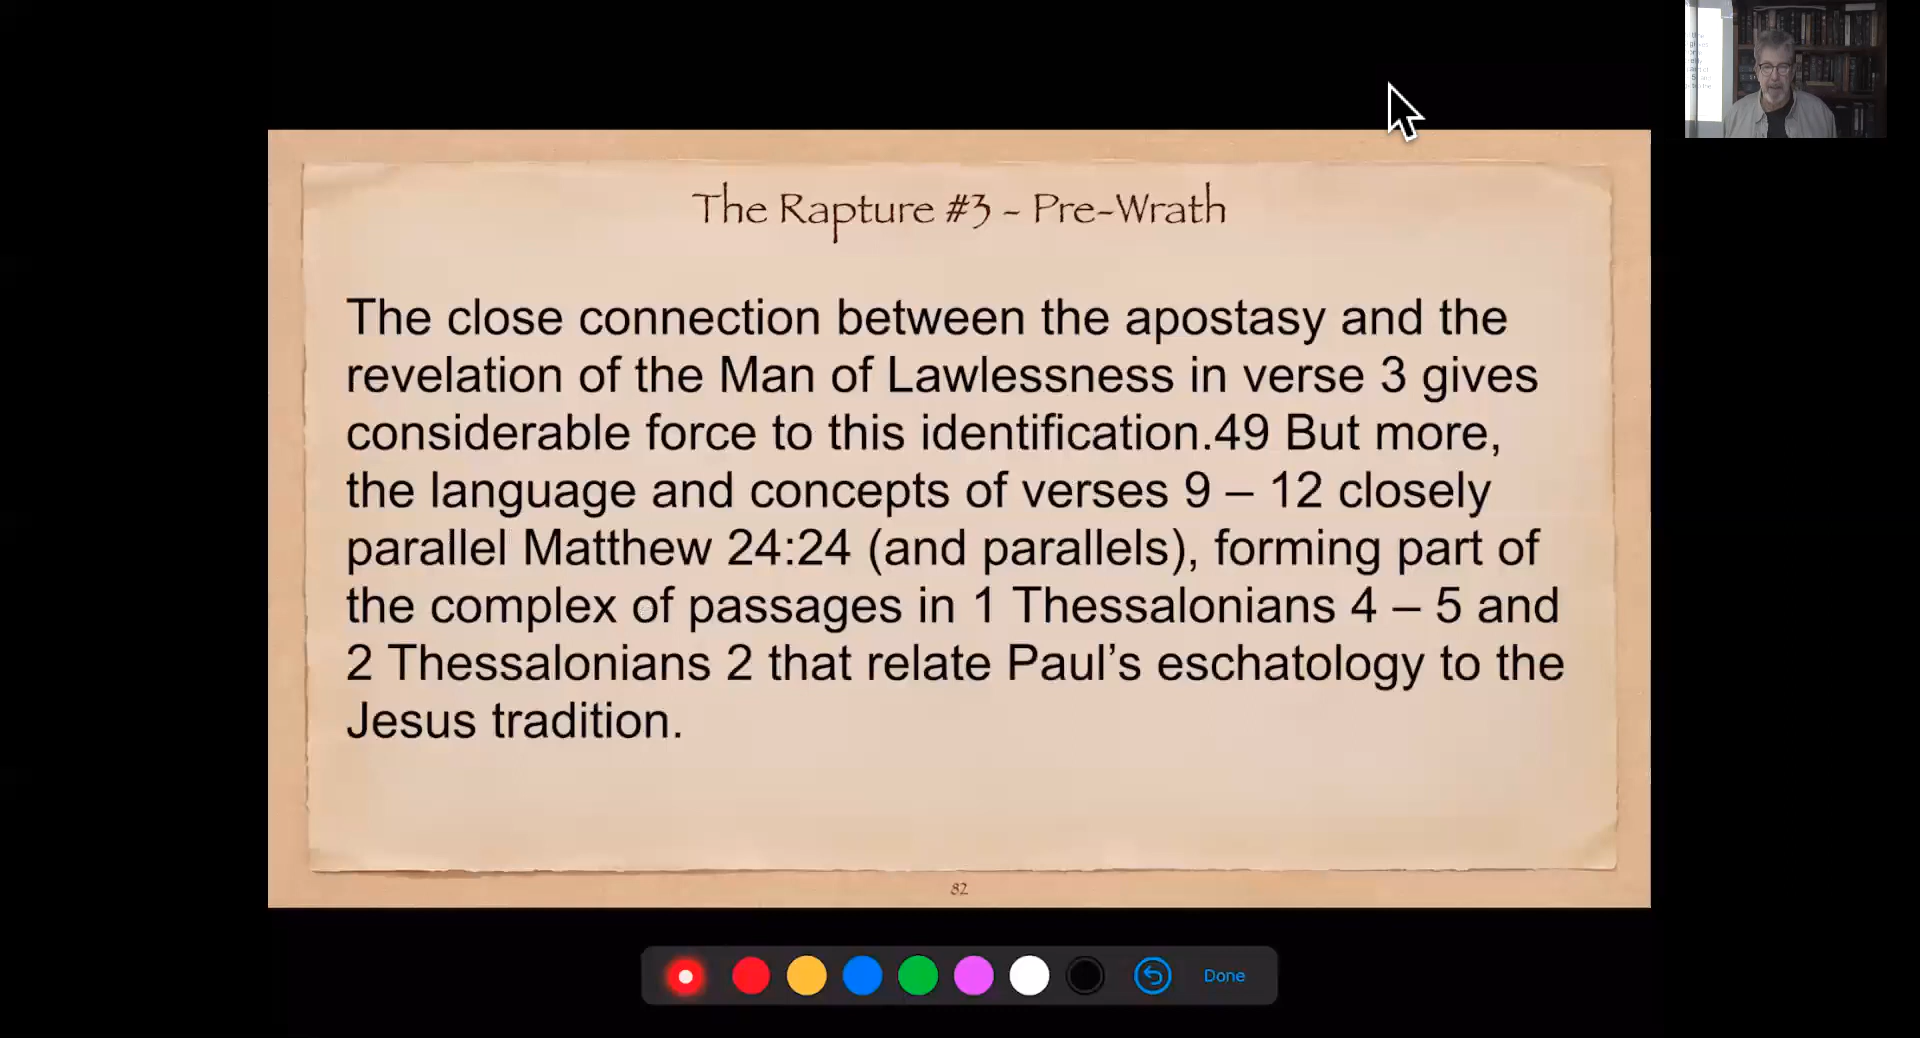 The Rapture #3 - Pre-Wrath
The close connection between the apostasy and the
revelation of the Man of Lawlessness in verse 3 gives
considerable force to this identification.49 But more,
the language and concepts of verses 9 – 12 closely
parallel Matthew 24:24 (and parallels), forming part of
the complex of passages in 1 Thessalonians 4 – 5 and
2 Thessalonians 2 that relate Paul’s eschatology to the
Jesus tradition.
82
Done